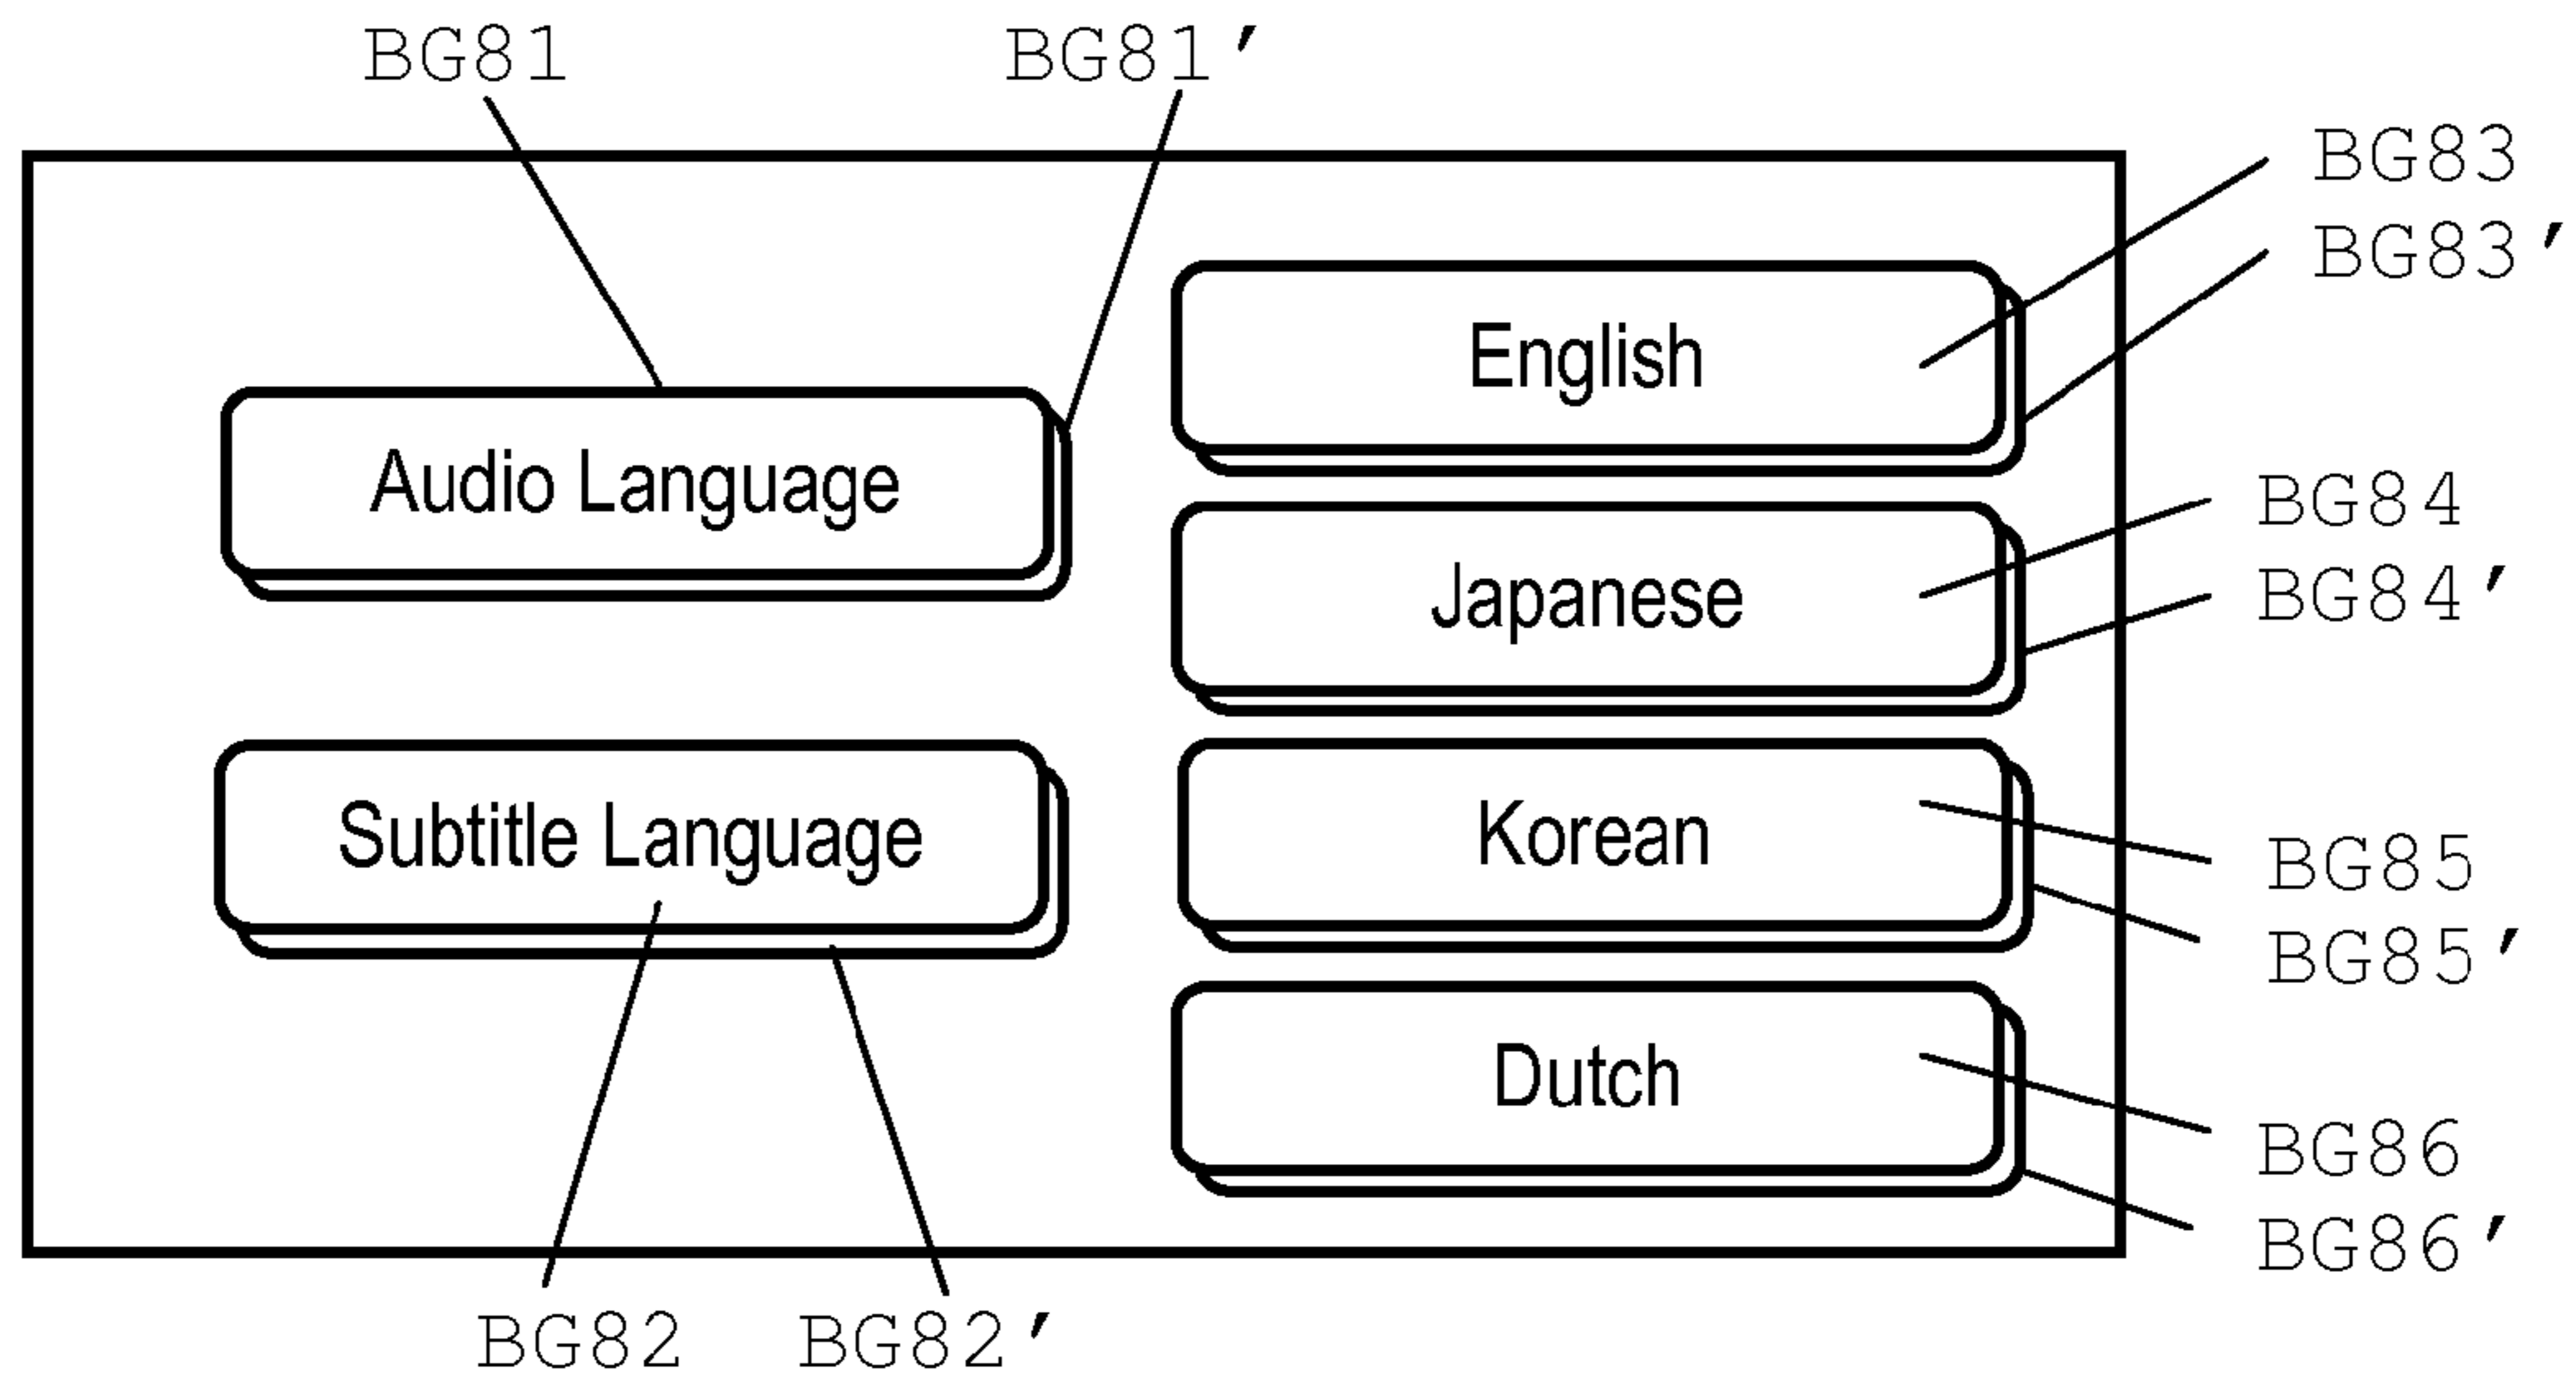 BG81
BG81'
BG83
BG83'
English
Audio Language
BG84
BG84'
Japanese
Subtitle Language
Korean
BG85
BG85'
Dutch
BG86
BG86'
BG82
BG82'